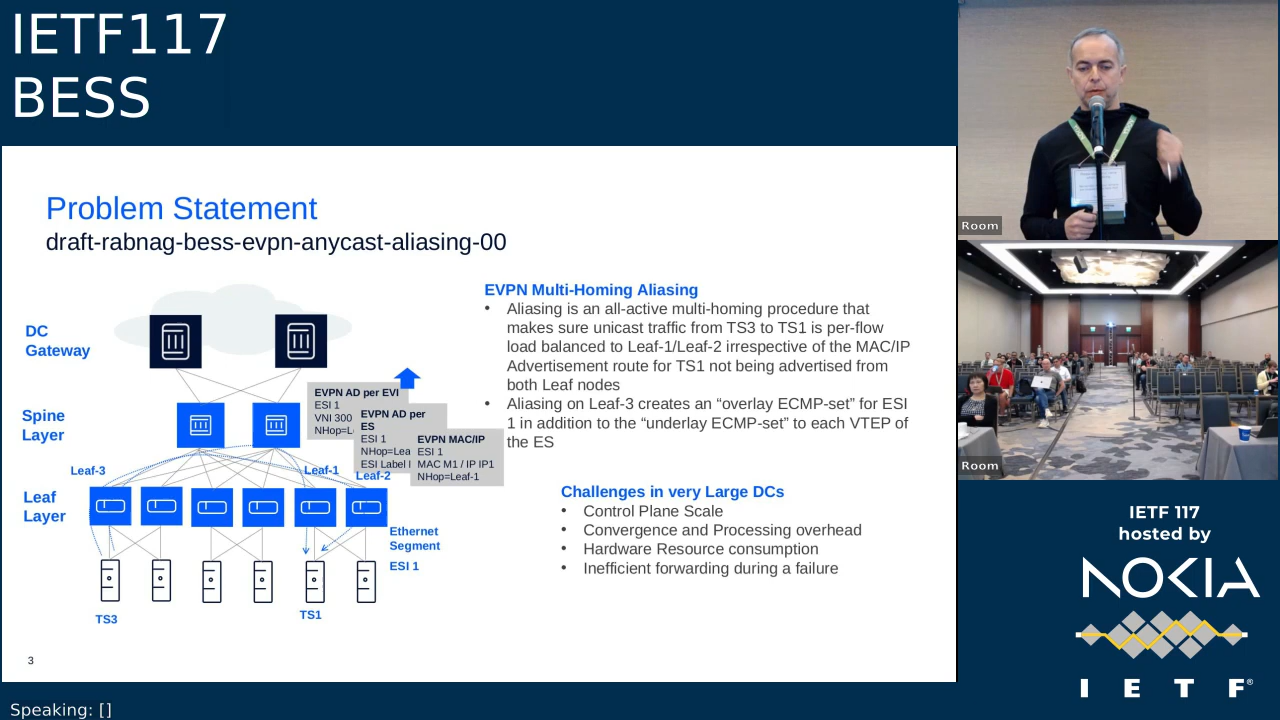 IETF117
BESS
Problem Statement
draft-rabnag-bess-evpn-anycast-aliasing-00
DC
Gateway
Spine
Layer
Leaf
Layer
EVPN AD per EVI
ESI 1
VNI 300
NHop=L
EVPN AD per
ES
ESI 1
NHop=Lea
ESI Label
EVPN MAC/IP
ESI 1
MAC M1 / IP IP1
NHop=Leaf-1
Leaf-3
Leaf-1
Leaf-2
Ethernet
Segment
ESI 1
TS3
TS1
EVPN Multi-Homing Aliasing
• Aliasing is an all-active multi-homing procedure that
makes sure unicast traffic from TS3 to TS1 is per-flow
load balanced to Leaf-1/Leaf-2 irrespective of the MAC/IP
Advertisement route for TS1 not being advertised from
both Leaf nodes
• Aliasing on Leaf-3 creates an “overlay ECMP-set” for ESI
1 in addition to the “underlay ECMP-set” to each VTEP of
the ES
Challenges in very Large DCs
• Control Plane Scale
• Convergence and Processing overhead
• Hardware Resource consumption
• Inefficient forwarding during a failure
3
Speaking: []
Room
Room
IETF 117
hosted by
NOKIA
I E T F®